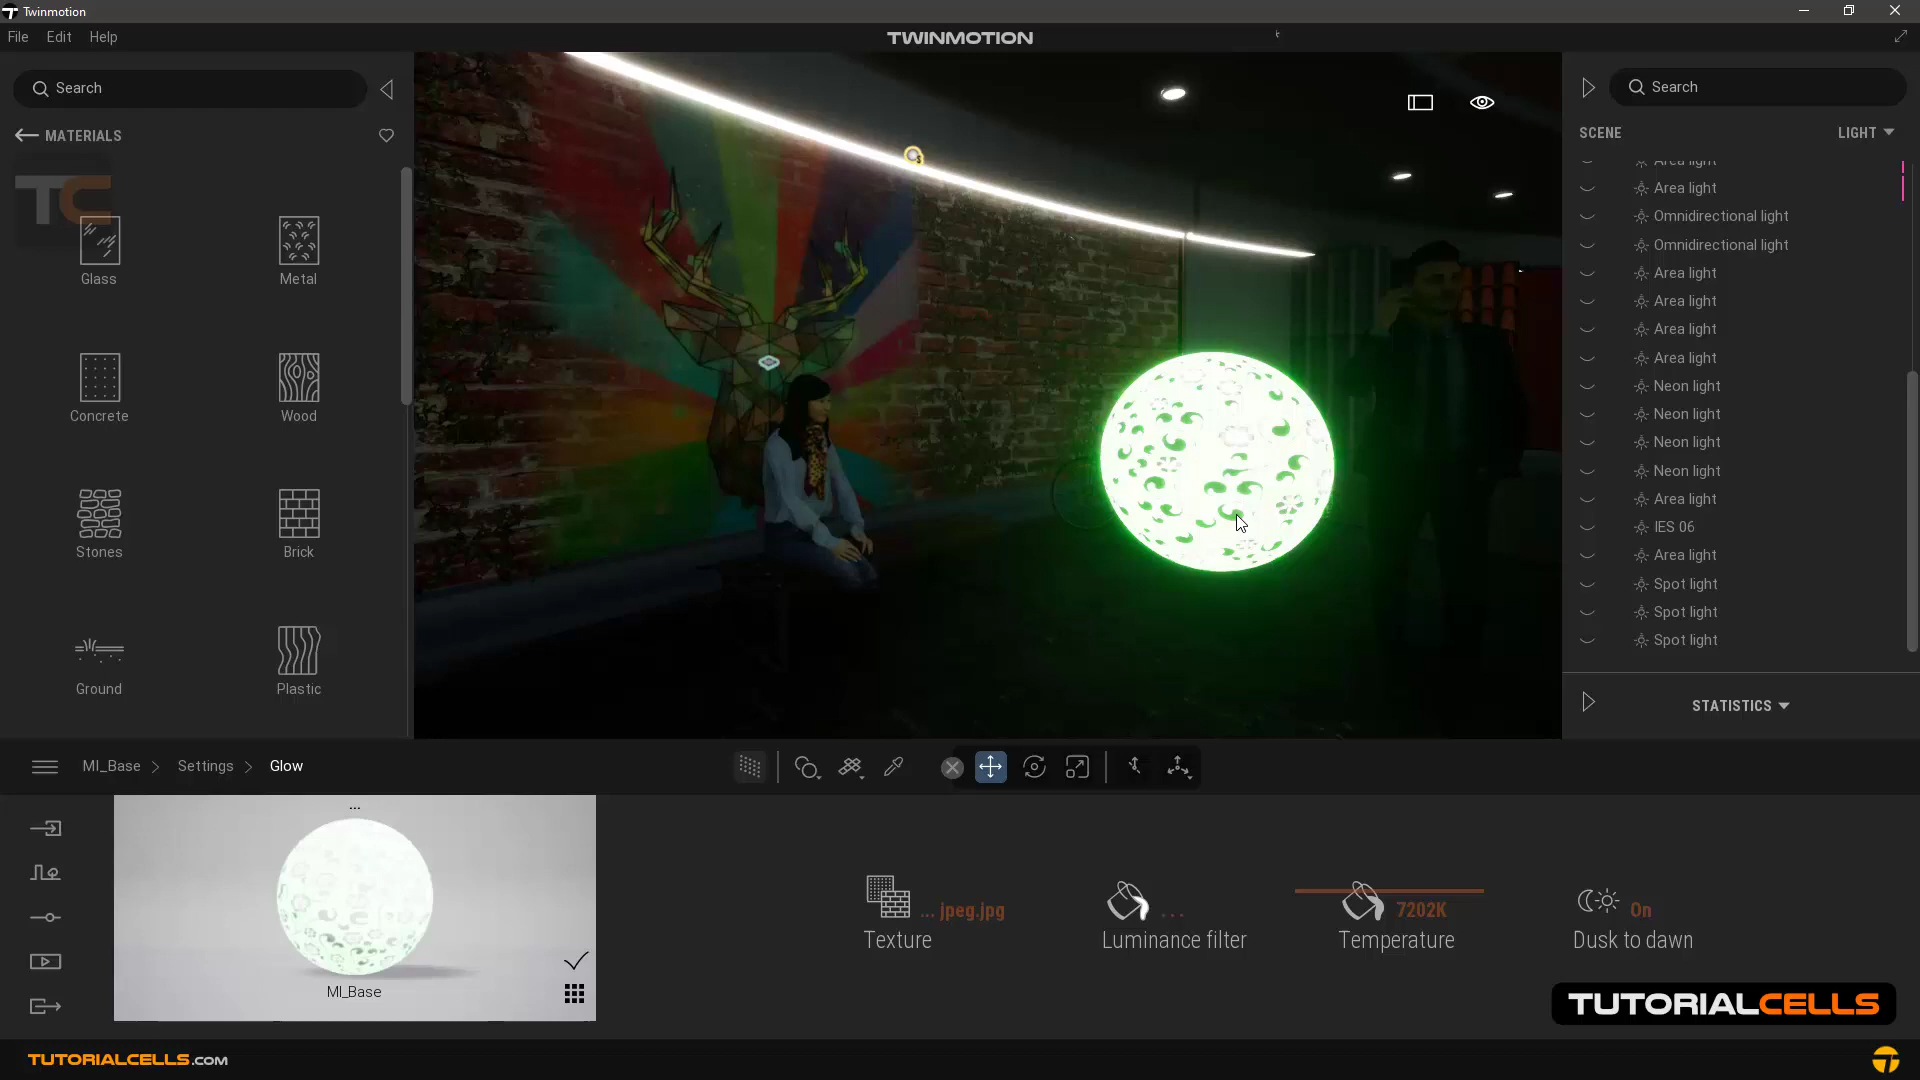 Twinmotion
File Edit Help
TWINMOTION
Search
MATERIALS
TC
Glass
Metal
Concrete
Wood
Stones
Brick
Ground
Plastic
Search
SCENE
LIGHT
Area light
Area light
Omnidirectional light
Omnidirectional light
Area light
Area light
Area light
Area light
Neon light
Neon light
Neon light
Neon light
Area light
IES 06
Area light
Spot light
Spot light
Spot light
STATISTICS
MI_Base > Settings > Glow
...
MI_Base
... jpeg.jpg
Texture
...
Luminance filter
7202K
Temperature
On
Dusk to dawn
TUTORIALCELLS
TUTORIALCELLS.COM